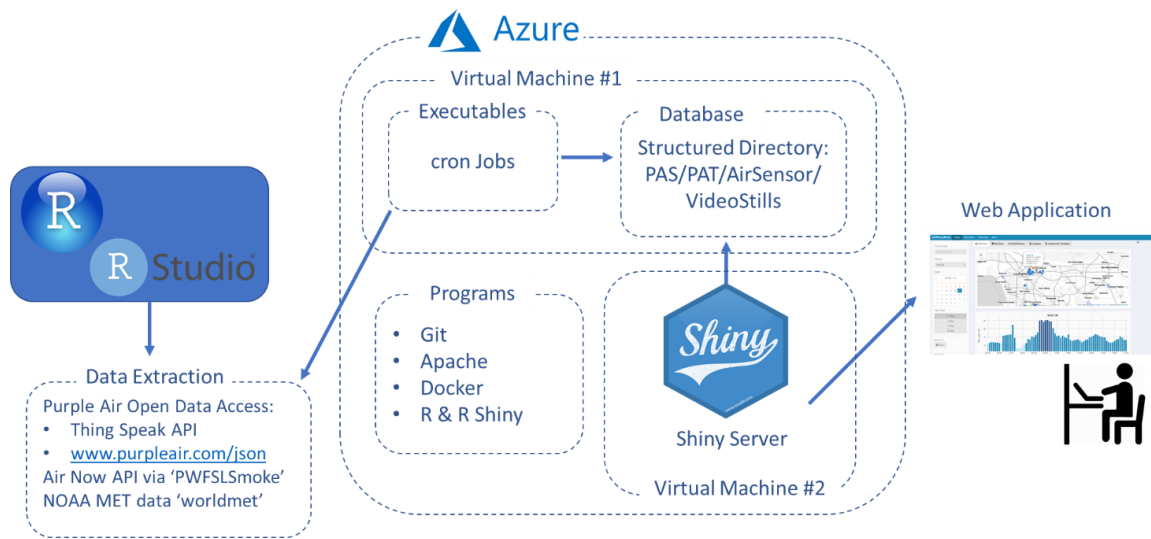 Azure
Virtual Machine #1
Executables
cron Jobs
Database
Structured Directory:
PAS/PAT/AirSensor/
VideoStills
R
R Studio
Data Extraction
Purple Air Open Data Access:
• Thing Speak API
• www.purpleair.com/json
Air Now API via ‘PWFSLSmoke’
NOAA MET data ‘worldmet’
Programs
• Git
• Apache
• Docker
• R & R Shiny
Shiny
Shiny Server
Virtual Machine #2
Web Application